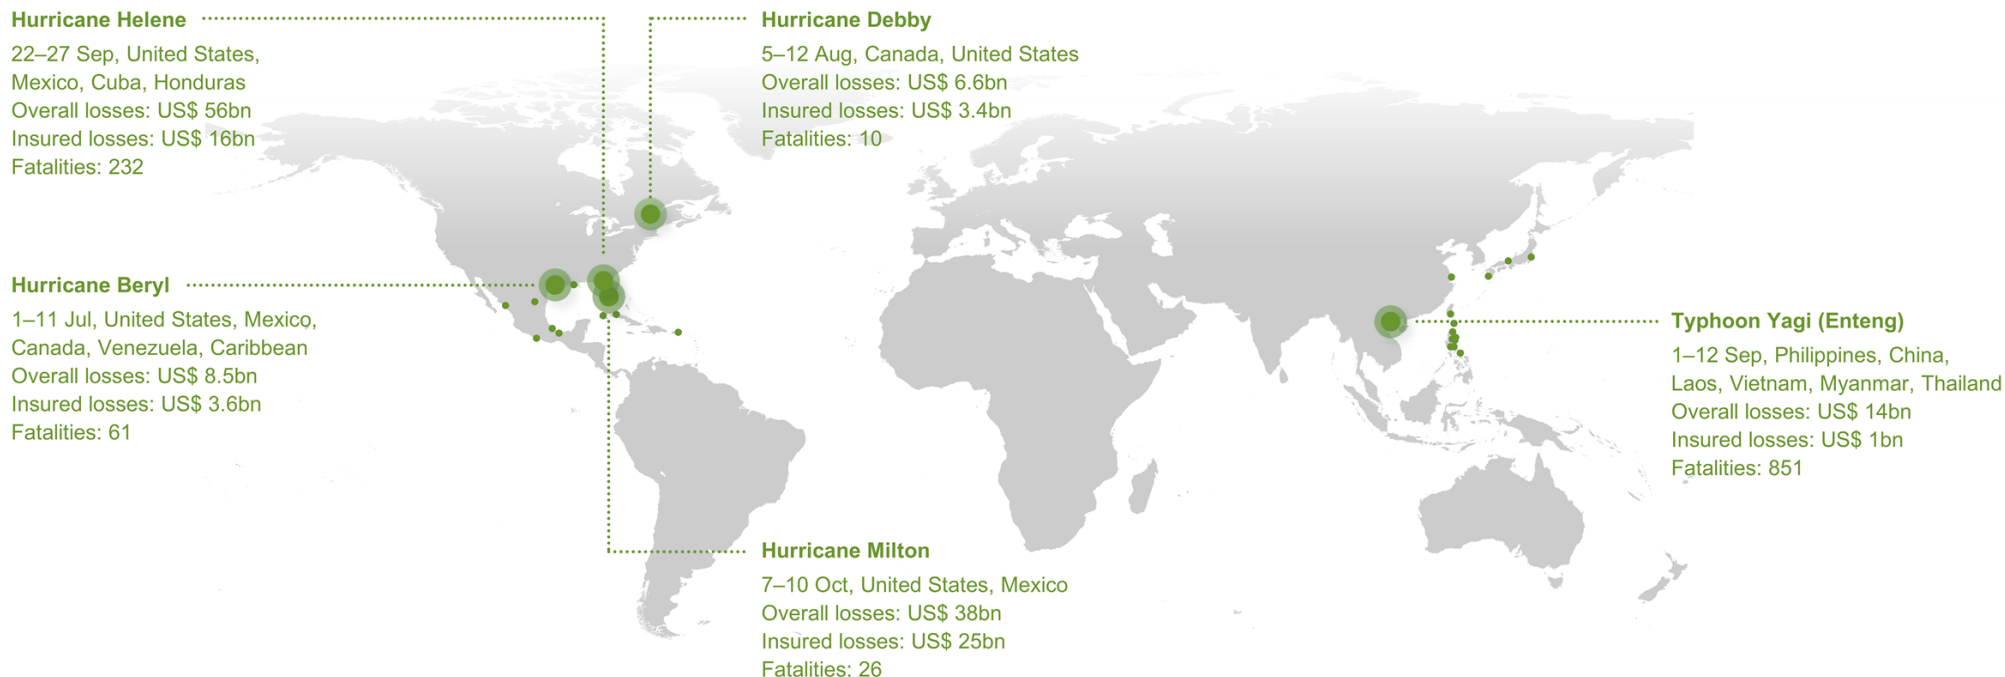 Hurricane Helene
22–27 Sep, United States,
Mexico, Cuba, Honduras
Overall losses: US$ 56bn
Insured losses: US$ 16bn
Fatalities: 232
Hurricane Debby
5–12 Aug, Canada, United States
Overall losses: US$ 6.6bn
Insured losses: US$ 3.4bn
Fatalities: 10
Hurricane Beryl
1–11 Jul, United States, Mexico,
Canada, Venezuela, Caribbean
Overall losses: US$ 8.5bn
Insured losses: US$ 3.6bn
Fatalities: 61
Typhoon Yagi (Enteng)
1–12 Sep, Philippines, China,
Laos, Vietnam, Myanmar, Thailand
Overall losses: US$ 14bn
Insured losses: US$ 1bn
Fatalities: 851
Hurricane Milton
7–10 Oct, United States, Mexico
Overall losses: US$ 38bn
Insured losses: US$ 25bn
Fatalities: 26